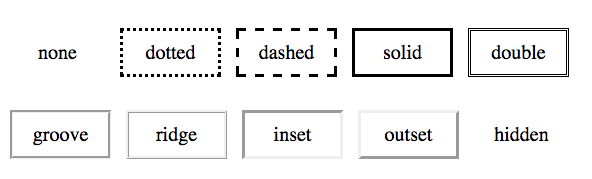 none dotted dashed solid double
groove ridge inset outset hidden